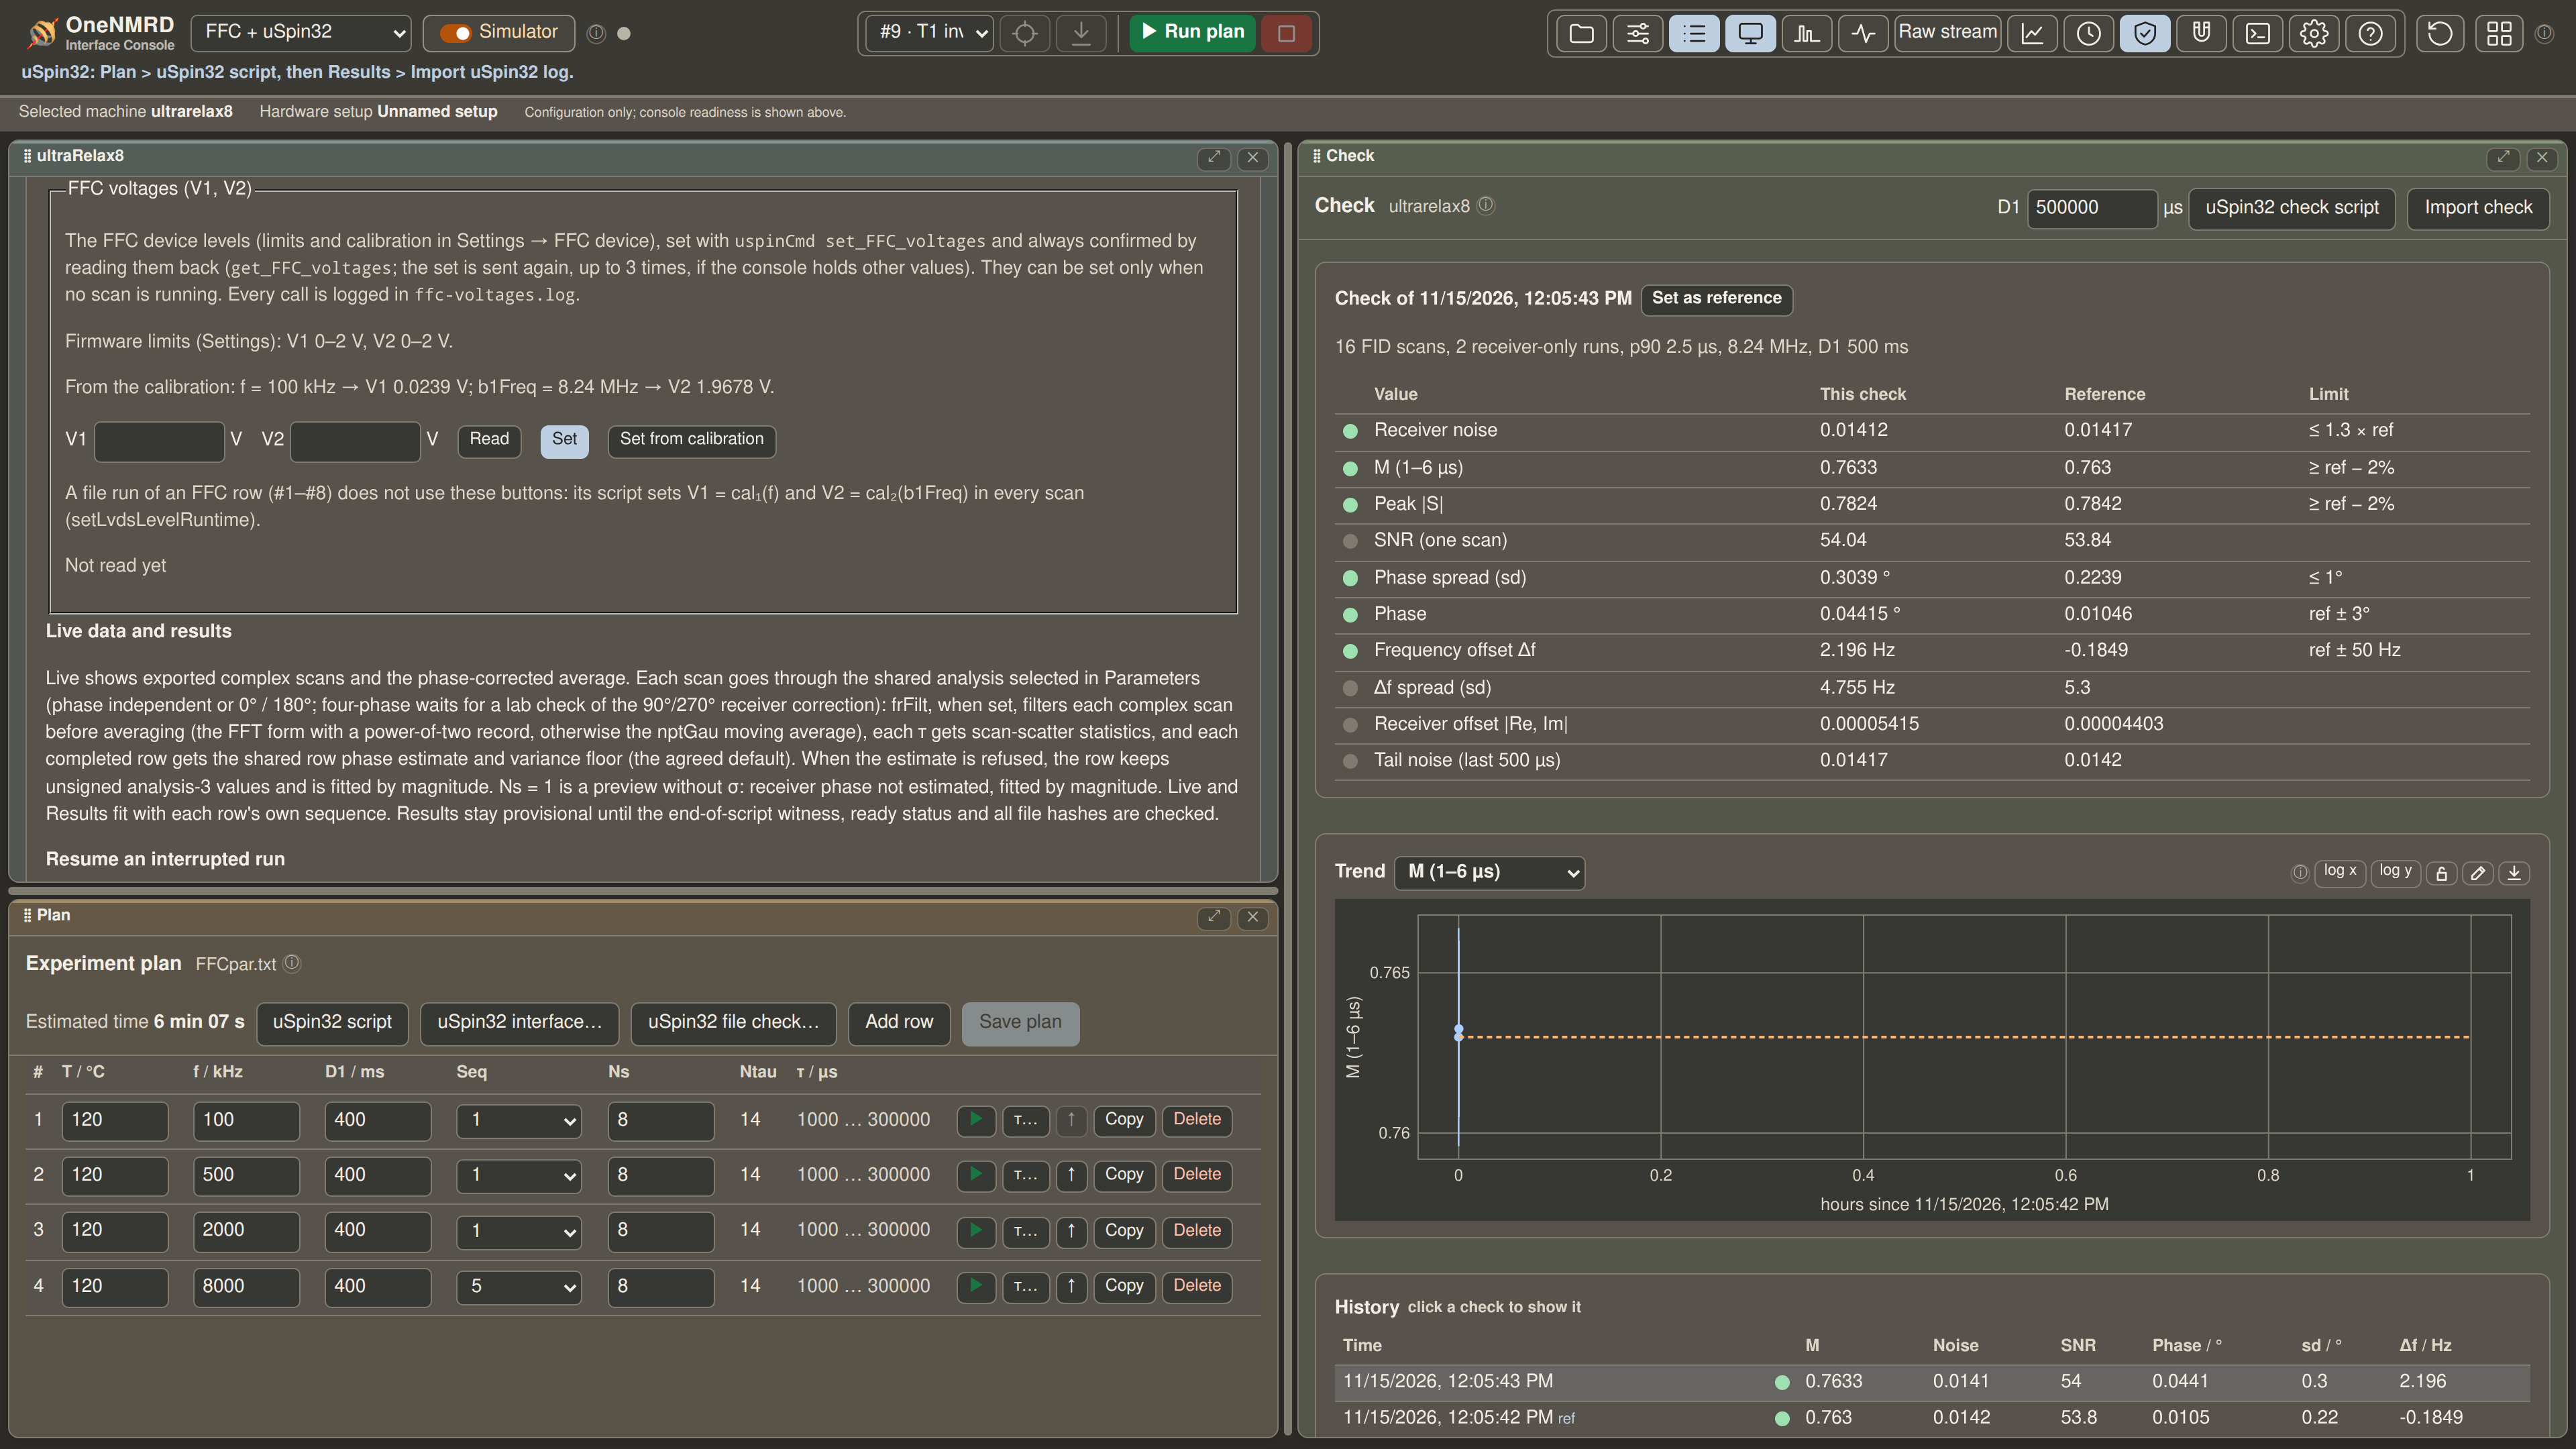 OneNMRD
Interface Console
FFC + uSpin32
Simulator
#9 · T1 inv
Run plan
Raw stream
uSpin32: Plan > uSpin32 script, then Results > Import uSpin32 log.
Selected machine ultrarelax8 Hardware setup Unnamed setup Configuration only; console readiness is shown above.
ultraRelax8
FFC voltages (V1, V2)
The FFC device levels (limits and calibration in Settings → FFC device), set with uspinCmd set_FFC_voltages and always confirmed by
reading them back (get_FFC_voltages; the set is sent again, up to 3 times, if the console holds other values). They can be set only when
no scan is running. Every call is logged in ffc-voltages.log.
Firmware limits (Settings): V1 0–2 V, V2 0–2 V.
From the calibration: f = 100 kHz → V1 0.0239 V; b1Freq = 8.24 MHz → V2 1.9678 V.
V1 V V2 V Read Set Set from calibration
A file run of an FFC row (#1–#8) does not use these buttons: its script sets V1 = cal₁(f) and V2 = cal₂(b1Freq) in every scan
(setLvdsLevelRuntime).
Not read yet
Live data and results
Live shows exported complex scans and the phase-corrected average. Each scan goes through the shared analysis selected in Parameters
(phase independent or 0° / 180°; four-phase waits for a lab check of the 90°/270° receiver correction): frFilt, when set, filters each complex scan
before averaging (the FFT form with a power-of-two record, otherwise the nptGau moving average), each τ gets scan-scatter statistics, and each
completed row gets the shared row phase estimate and variance floor (the agreed default). When the estimate is refused, the row keeps
unsigned analysis-3 values and is fitted by magnitude. Ns = 1 is a preview without σ: receiver phase not estimated, fitted by magnitude. Live and
Results fit with each row's own sequence. Results stay provisional until the end-of-script witness, ready status and all file hashes are checked.
Resume an interrupted run
Plan
Experiment plan FFCpar.txt
Estimated time 6 min 07 s uSpin32 script uSpin32 interface... uSpin32 file check... Add row Save plan
# T / °C f / kHz D1 / ms Seq Ns Ntau τ / µs
1 120 100 400 1 8 14 1000 ... 300000 τ... ↑ Copy Delete
2 120 500 400 1 8 14 1000 ... 300000 τ... ↑ Copy Delete
3 120 2000 400 1 8 14 1000 ... 300000 τ... ↑ Copy Delete
4 120 8000 400 5 8 14 1000 ... 300000 τ... ↑ Copy Delete
Check
Check ultrarelax8 D1 500000 µs uSpin32 check script Import check
Check of 11/15/2026, 12:05:43 PM Set as reference
16 FID scans, 2 receiver-only runs, p90 2.5 µs, 8.24 MHz, D1 500 ms
Value This check Reference Limit
Receiver noise 0.01412 0.01417 ≤ 1.3 × ref
M (1–6 µs) 0.7633 0.763 ≥ ref − 2%
Peak |S| 0.7824 0.7842 ≥ ref − 2%
SNR (one scan) 54.04 53.84
Phase spread (sd) 0.3039 ° 0.2239 ≤ 1°
Phase 0.04415 ° 0.01046 ref ± 3°
Frequency offset Δf 2.196 Hz -0.1849 ref ± 50 Hz
Δf spread (sd) 4.755 Hz 5.3
Receiver offset |Re, Im| 0.00005415 0.00004403
Tail noise (last 500 µs) 0.01417 0.0142
Trend M (1–6 µs) log x log y
M (1–6 µs)
0.765
0.76
0 0.2 0.4 0.6 0.8 1
hours since 11/15/2026, 12:05:42 PM
History click a check to show it
Time M Noise SNR Phase / ° sd / ° Δf / Hz
11/15/2026, 12:05:43 PM 0.7633 0.0141 54 0.0441 0.3 2.196
11/15/2026, 12:05:42 PM ref 0.763 0.0142 53.8 0.0105 0.22 -0.1849